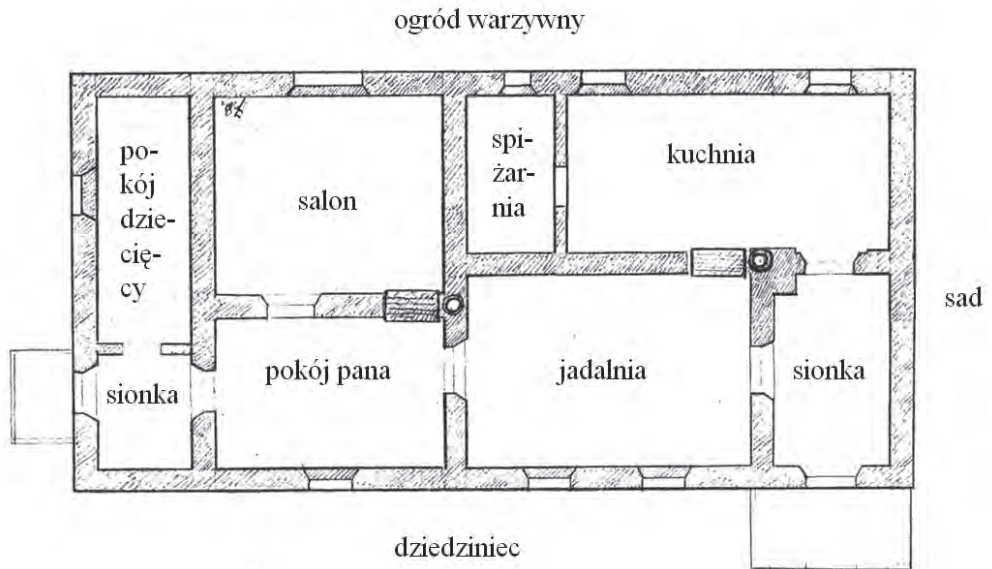 ogród warzywny
po-
kój
dzie-
cię-
cy
salon
spi-
żar-
nia
kuchnia
sad
sionka
pokój pana
jadalnia
sionka
dziedziniec